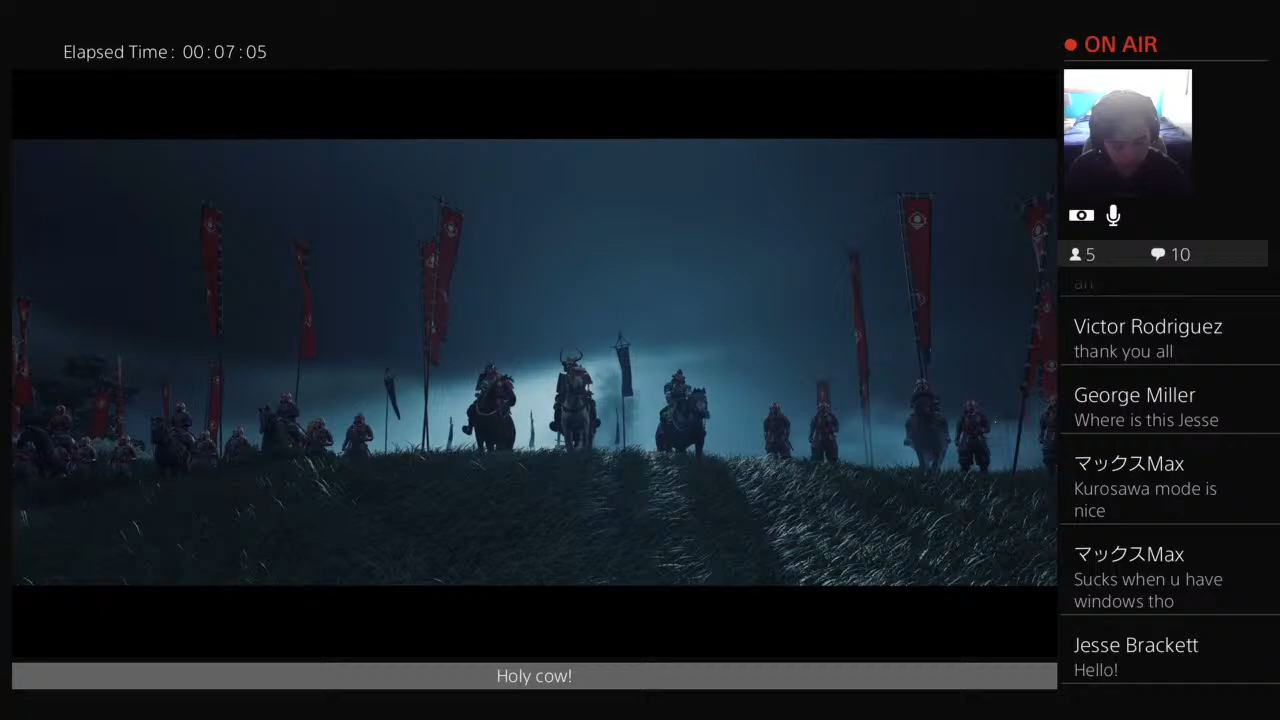 Elapsed Time: 00:07:05
ON AIR
5
10
an
Victor Rodriguez
thank you all
George Miller
Where is this Jesse
マックスMax
Kurosawa mode is
nice
マックスMax
Sucks when u have
windows tho
Jesse Brackett
Hello!
Holy cow!